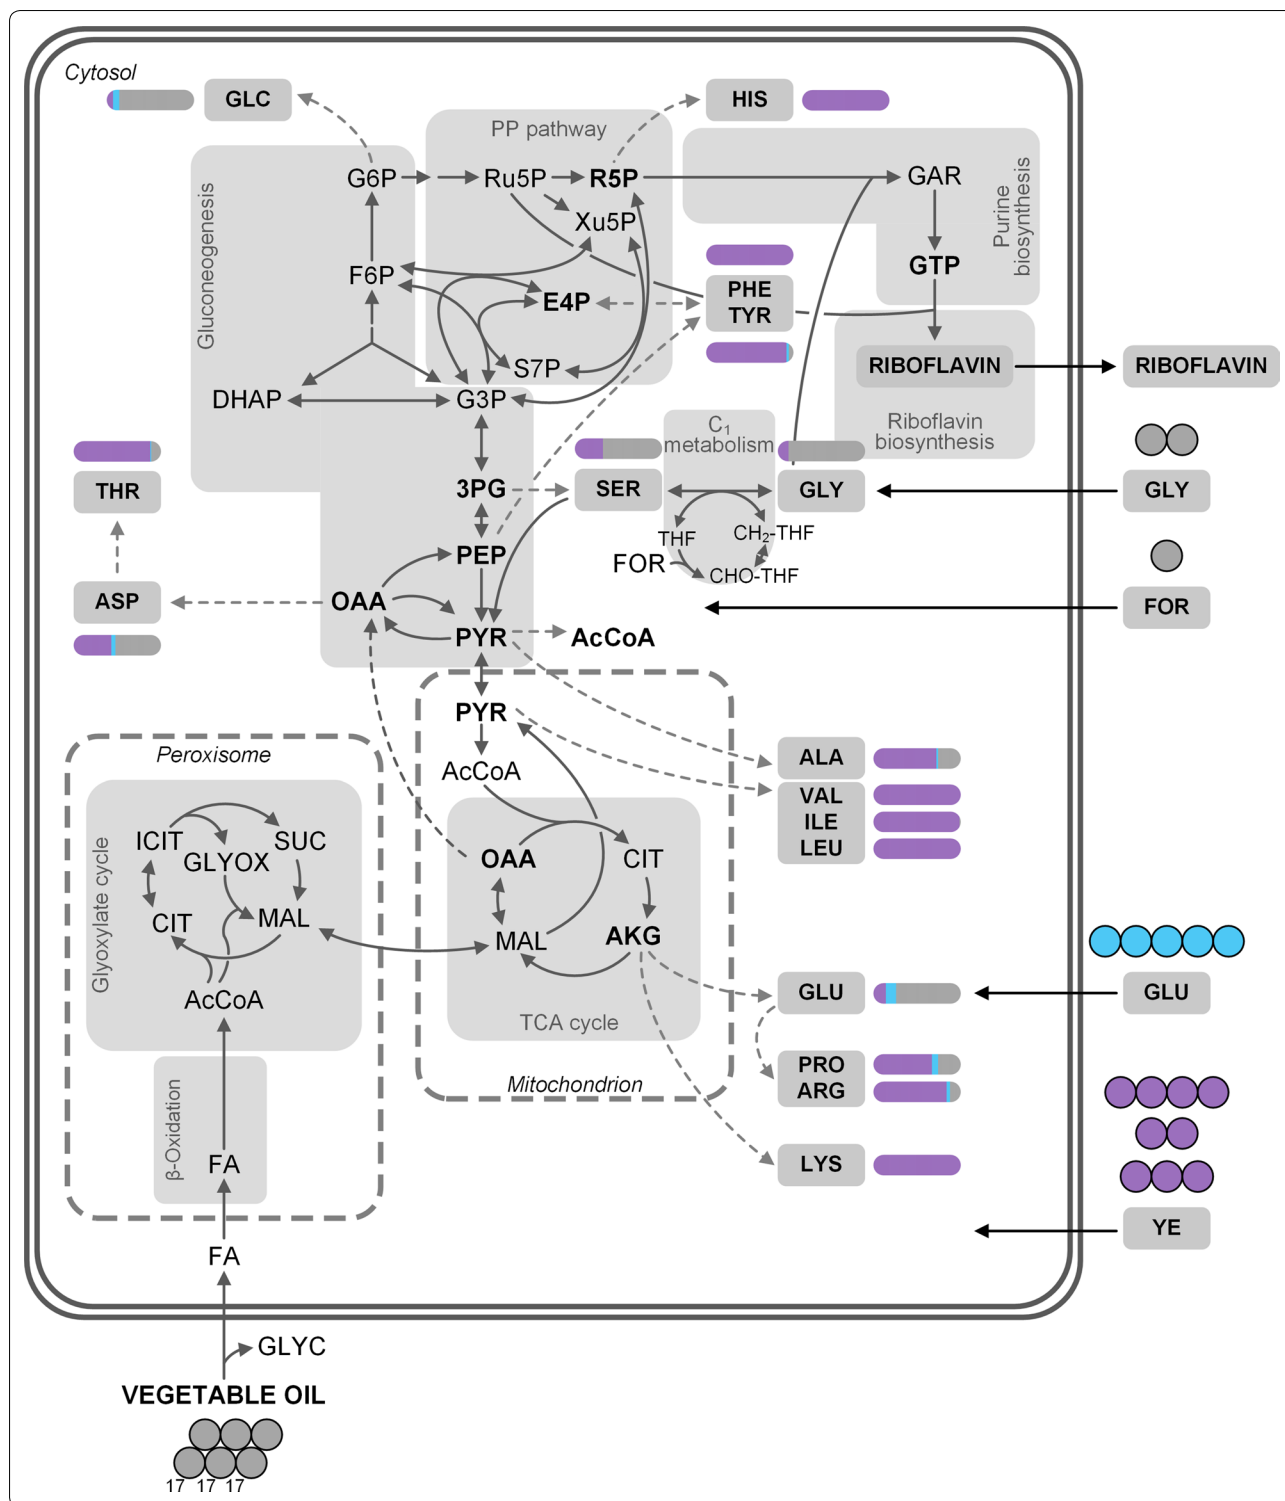 Cytosol
GLC
HIS
PP pathway
G6P
Ru5P
R5P
GAR
Xu5P
Gluconeogenesis
Purine
biosynthesis
F6P
GTP
E4P
PHE
TYR
S7P
RIBOFLAVIN
RIBOFLAVIN
DHAP
G3P
C₁
metabolism
Riboflavin
biosynthesis
THR
3PG
SER
GLY
GLY
THF
CH₂-THF
PEP
FOR
CHO-THF
ASP
OAA
FOR
PYR
AcCoA
PYR
Peroxisome
AcCoA
ALA
VAL
ILE
LEU
ICIT
SUC
GLYOX
OAA
CIT
Glyoxylate cycle
CIT
MAL
MAL
AKG
AcCoA
GLU
GLU
TCA cycle
PRO
ARG
Mitochondrion
β-Oxidation
FA
LYS
YE
FA
GLYC
VEGETABLE OIL
17 17 17